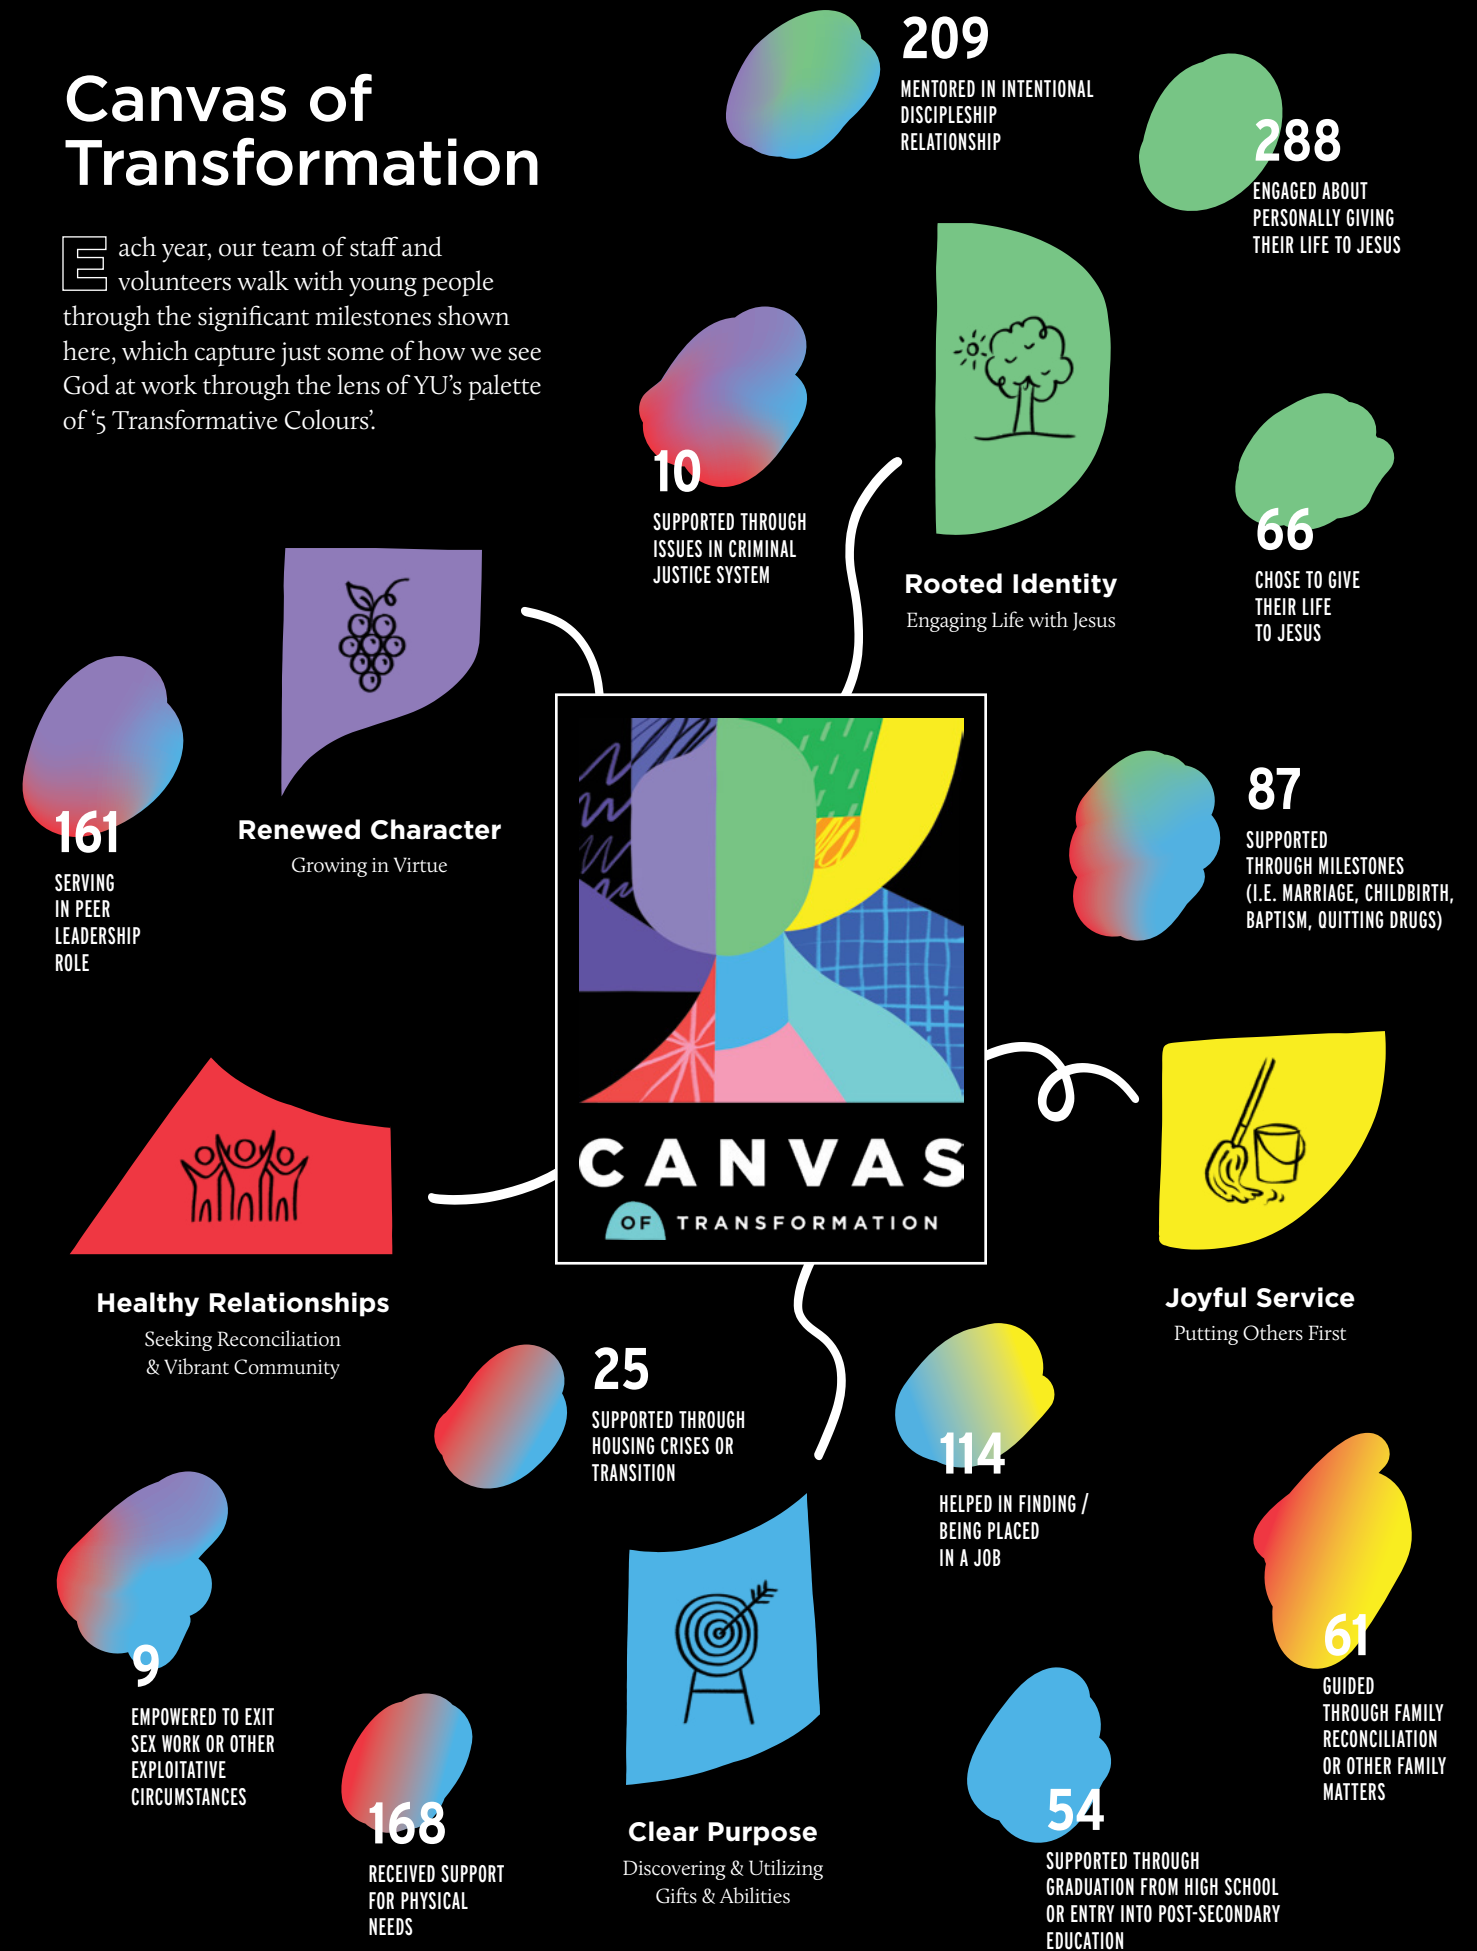 Canvas of
Transformation
Each year, our team of staff and
volunteers walk with young people
through the significant milestones shown
here, which capture just some of how we see
God at work through the lens of YU’s palette
of ‘5 Transformative Colours’.
209
MENTORED IN INTENTIONAL
DISCIPLESHIP
RELATIONSHIP
288
ENGAGED ABOUT
PERSONALLY GIVING
THEIR LIFE TO JESUS
10
SUPPORTED THROUGH
ISSUES IN CRIMINAL
JUSTICE SYSTEM
Rooted Identity
Engaging Life with Jesus
66
CHOSE TO GIVE
THEIR LIFE
TO JESUS
161
SERVING
IN PEER
LEADERSHIP
ROLE
Renewed Character
Growing in Virtue
87
SUPPORTED
THROUGH MILESTONES
(I.E. MARRIAGE, CHILDBIRTH,
BAPTISM, QUITTING DRUGS)
CANVAS
OF TRANSFORMATION
Healthy Relationships
Seeking Reconciliation
& Vibrant Community
Joyful Service
Putting Others First
25
SUPPORTED THROUGH
HOUSING CRISES OR
TRANSITION
114
HELPED IN FINDING /
BEING PLACED
IN A JOB
9
EMPOWERED TO EXIT
SEX WORK OR OTHER
EXPLOITATIVE
CIRCUMSTANCES
61
GUIDED
THROUGH FAMILY
RECONCILIATION
OR OTHER FAMILY
MATTERS
168
RECEIVED SUPPORT
FOR PHYSICAL
NEEDS
Clear Purpose
Discovering & Utilizing
Gifts & Abilities
54
SUPPORTED THROUGH
GRADUATION FROM HIGH SCHOOL
OR ENTRY INTO POST-SECONDARY
EDUCATION